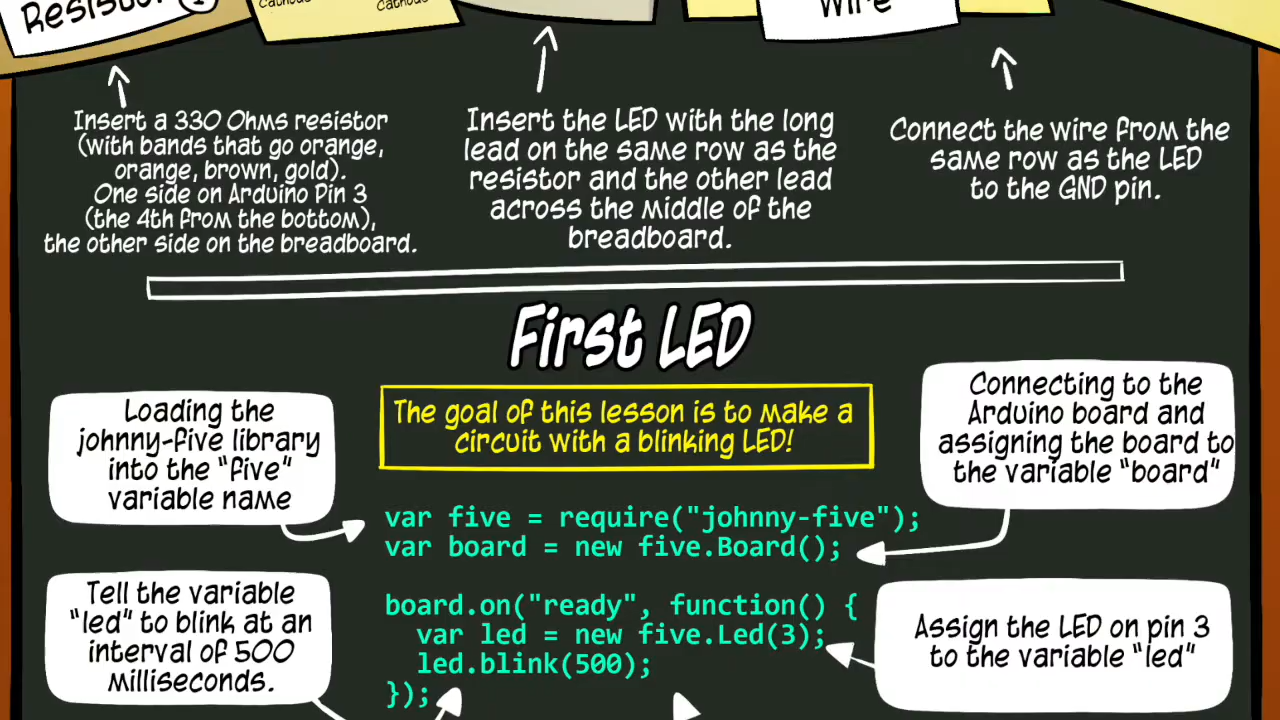 Resistor
Cathode
Cathode
Wire
Insert a 330 Ohms resistor
(with bands that go orange,
orange, brown, gold).
One side on Arduino Pin 3
(the 4th from the bottom),
the other side on the breadboard.
Insert the LED with the long
lead on the same row as the
resistor and the other lead
across the middle of the
breadboard.
Connect the wire from the
same row as the LED
to the GND pin.
First LED
The goal of this lesson is to make a
circuit with a blinking LED!
Loading the
johnny-five library
into the "five"
variable name
Connecting to the
Arduino board and
assigning the board to
the variable "board"
var five = require("johnny-five");
var board = new five.Board();
Tell the variable
"led" to blink at an
interval of 500
milliseconds.
board.on("ready", function() {
var led = new five.Led(3);
led.blink(500);
});
Assign the LED on pin 3
to the variable "led"